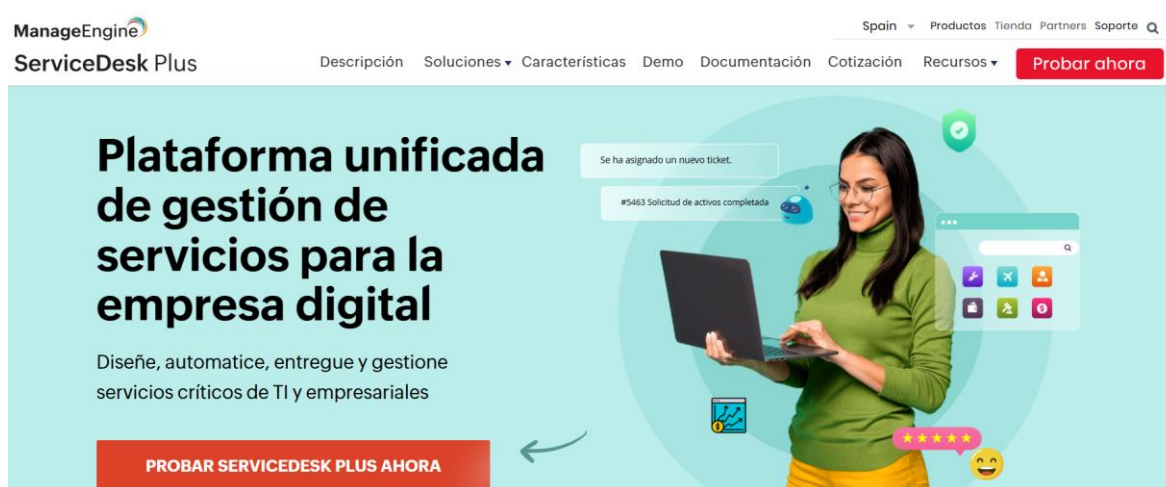 ManageEngine
Spain Productos Tienda Partners Soporte
ServiceDesk Plus
Descripción Soluciones Características Demo Documentación Cotización Recursos Probar ahora
Plataforma unificada
de gestión de
servicios para la
empresa digital
Diseñe, automatice, entregue y gestione
servicios críticos de TI y empresariales
PROBAR SERVICEDESK PLUS AHORA
Se ha asignado un nuevo ticket.
#5463 Solicitud de activos completada